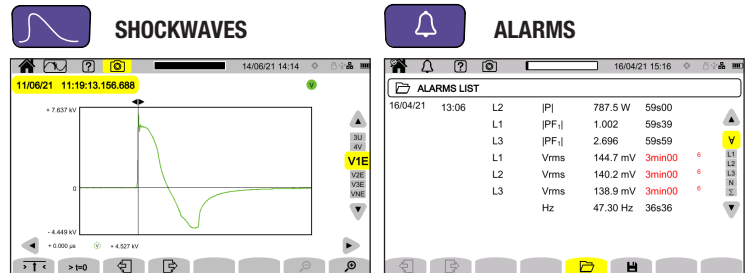 SHOCKWAVES
14/06/21 14:14
11/06/21 11:19:13.156.688
V
+ 7.637 kV
0
- 4.449 kV
3U
4V
V1E
V2E
V3E
VNE
+ 0.000 µs V + 4.527 kV
> t=0
ALARMS
16/04/21 15:16
ALARMS LIST
16/04/21 13:06 L2 |P| 787.5 W 59s00
L1 |PF₁| 1.002 59s39
L3 |PF₁| 2.696 59s59
L1 Vrms 144.7 mV 3min00 6
L2 Vrms 140.2 mV 3min00 6
L3 Vrms 138.9 mV 3min00 6
Hz 47.30 Hz 36s36
∀
L1
L2
L3
N
Σ